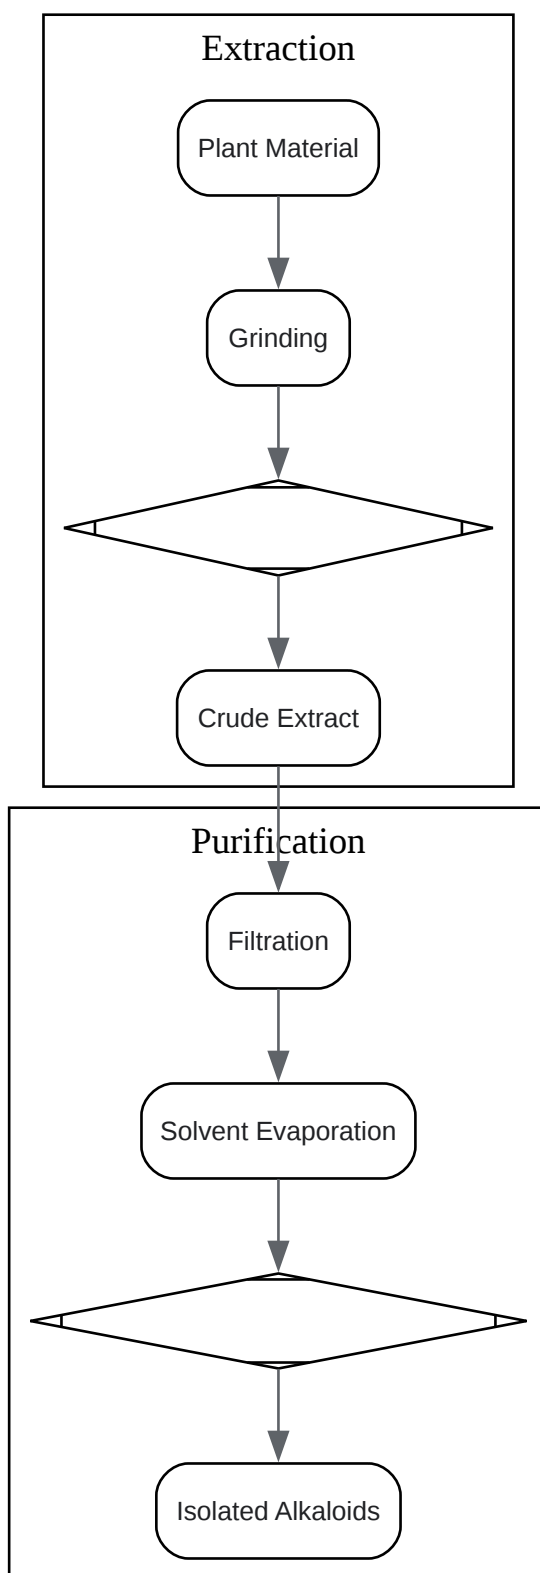 Extraction
Plant Material
Grinding
Crude Extract
Purification
Filtration
Solvent Evaporation
Isolated Alkaloids